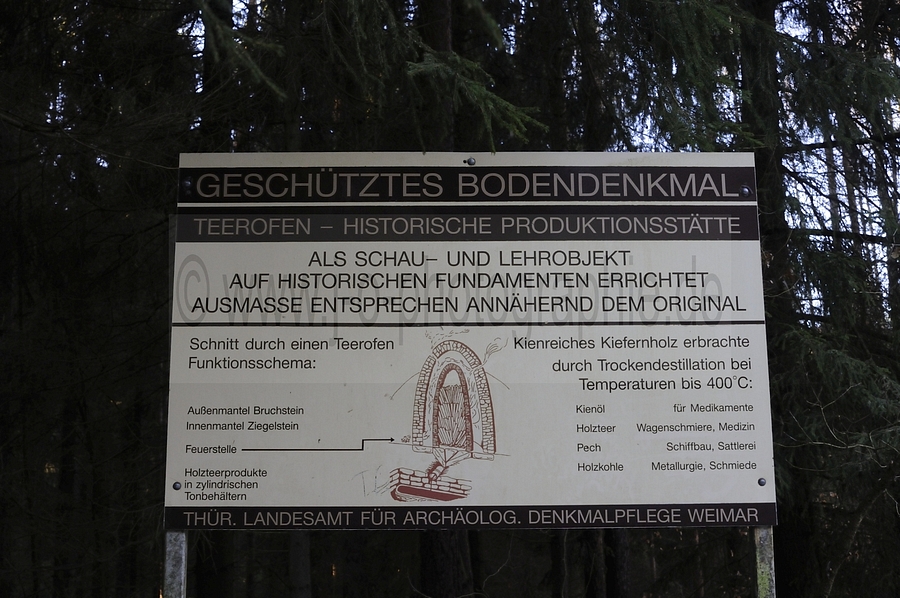 GESCHÜTZTES BODENDENKMAL
TEEROFEN – HISTORISCHE PRODUKTIONSSTÄTTE
ALS SCHAU– UND LEHROBJEKT
AUF HISTORISCHEN FUNDAMENTEN ERRICHTET
AUSMASSE ENTSPRECHEN ANNÄHERND DEM ORIGINAL
Schnitt durch einen Teerofen
Funktionsschema:
Außenmantel Bruchstein
Innenmantel Ziegelstein
Feuerstelle
Holzteerprodukte
in zylindrischen
Tonbehältern
Kienreiches Kiefernholz erbrachte
durch Trockendestillation bei
Temperaturen bis 400°C:
Kienöl für Medikamente
Holzteer Wagenschmiere, Medizin
Pech Schiffbau, Sattlerei
Holzkohle Metallurgie, Schmiede
THÜR. LANDESAMT FÜR ARCHÄOLOG. DENKMALPFLEGE WEIMAR